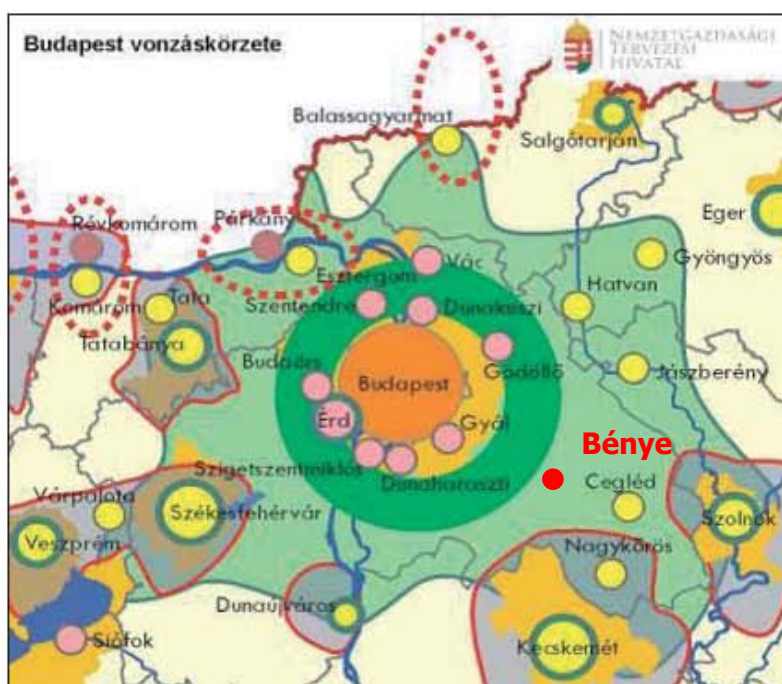 Budapest vonzáskörzete
NEMZETGAZDASÁGI
TERVEZÉSI
HIVATAL
Balassagyarmat
Salgótarján
Eger
Révkomárom
Párkány
Vác
Gyöngyös
Esztergom
Hatvan
Komárom
Tata
Szentendre
Dunakeszi
Tatabánya
Budaörs
Budapest
Gödöllő
Jászberény
Érd
Gyál
Bénye
Szigetszentmiklós
Dunaharaszti
Cegléd
Várpalota
Székesfehérvár
Szolnok
Veszprém
Nagykőrös
Dunaújváros
Siófok
Kecskemét